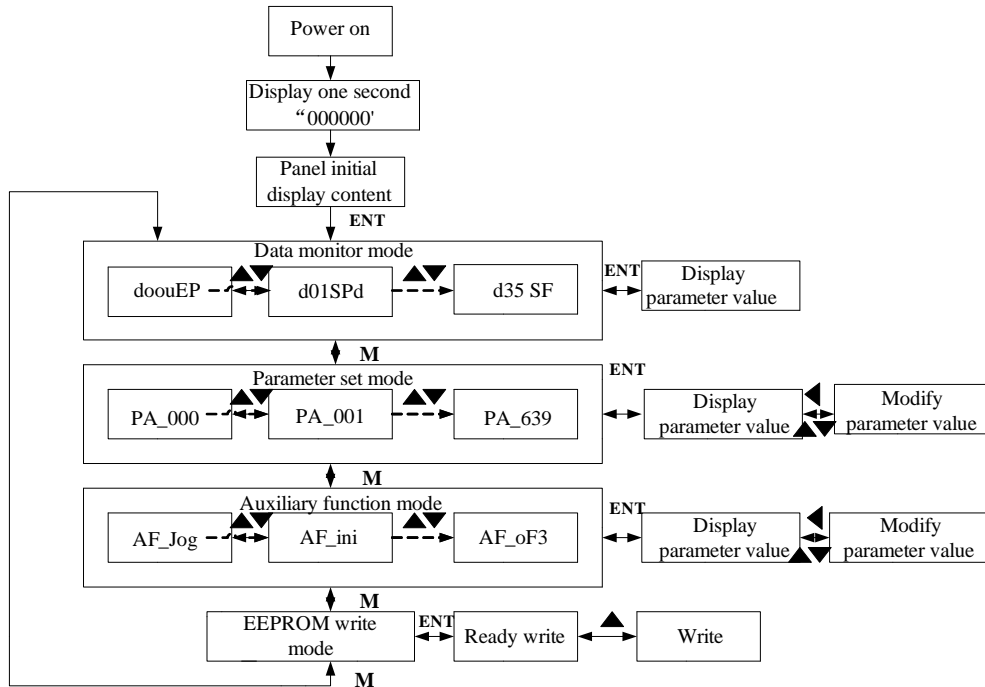 Power on
Display one second
“000000'
Panel initial
display content
ENT
Data monitor mode
doouEP
d01SPd
d35 SF
ENT
Display
parameter value
M
Parameter set mode
PA_000
PA_001
PA_639
ENT
Display
parameter value
Modify
parameter value
M
Auxiliary function mode
AF_Jog
AF_ini
AF_oF3
ENT
Display
parameter value
Modify
parameter value
M
EEPROM write
mode
ENT
Ready write
Write
M